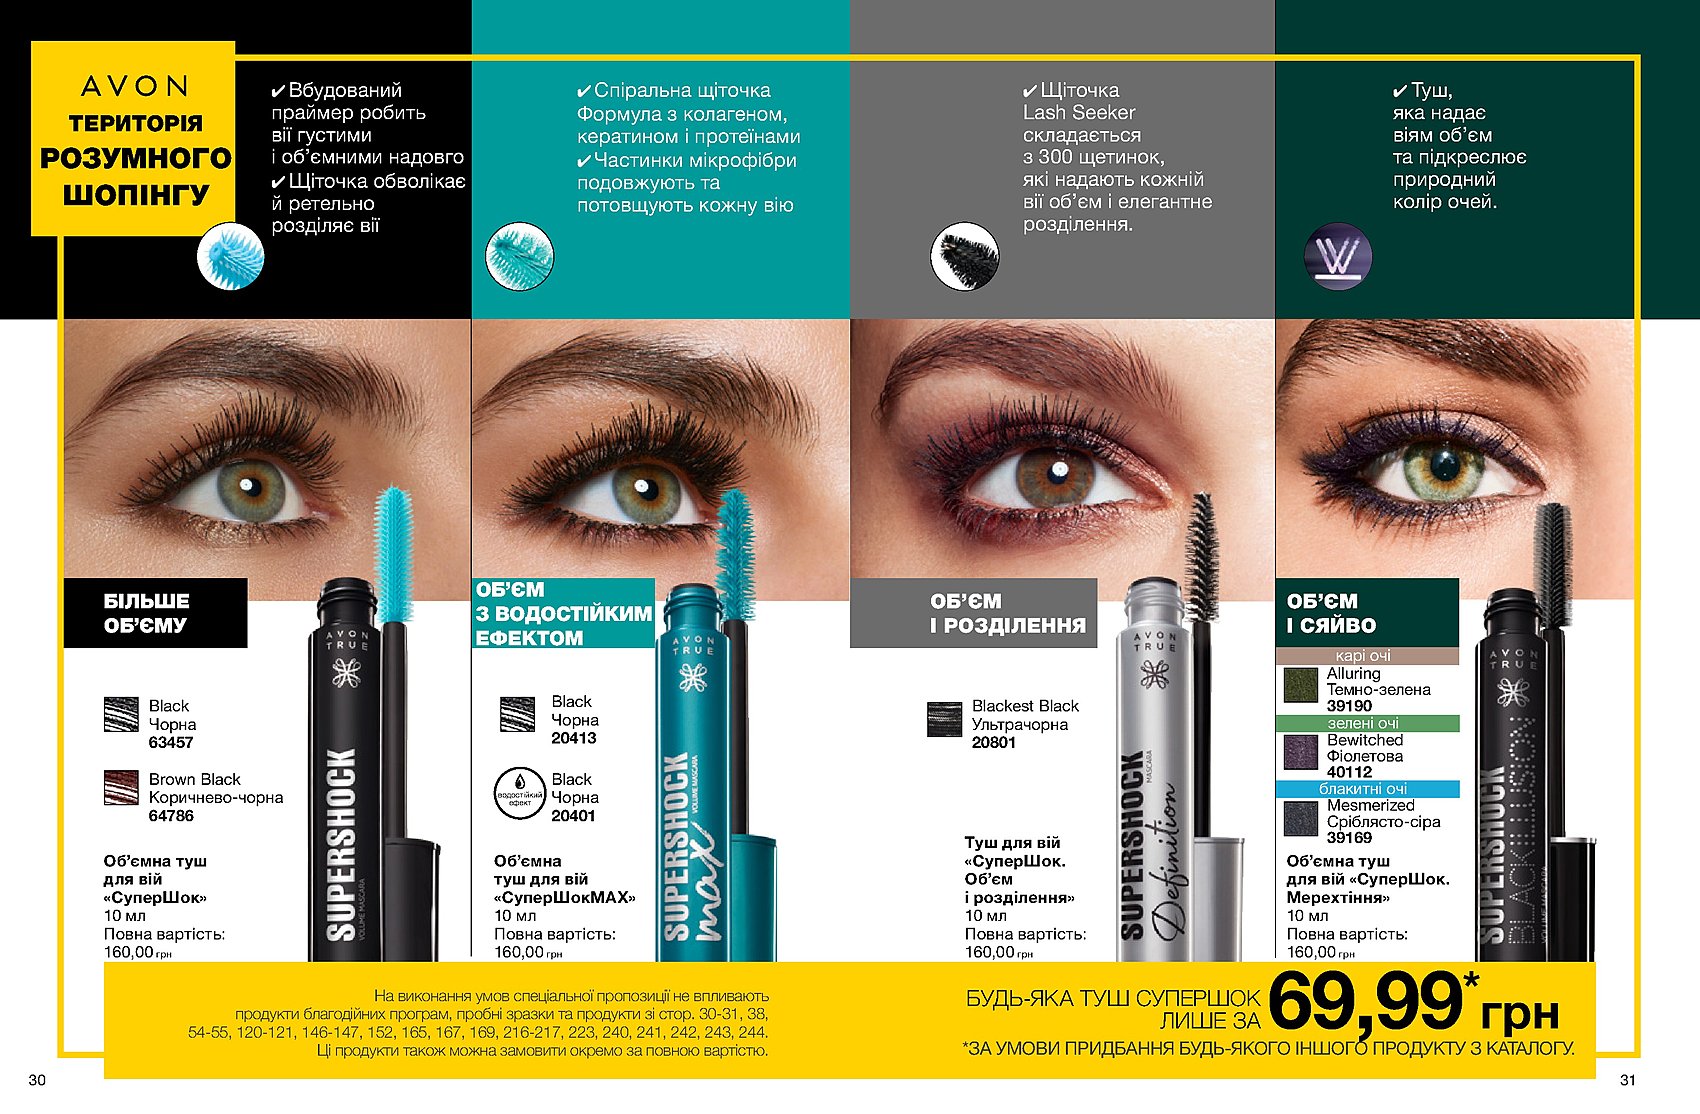 AVON
ТЕРИТОРІЯ
РОЗУМНОГО
ШОПІНГУ
✔Вбудований
праймер робить
вії густими
і об’ємними надовго
✔Щіточка обволікає
й ретельно
розділяє вії
✔Спіральна щіточка
Формула з колагеном,
кератином і протеїнами
✔Частинки мікрофібри
подовжують та
потовщують кожну вію
✔Щіточка
Lash Seeker
складається
з 300 щетинок,
які надають кожній
вії об’єм і елегантне
розділення.
✔Туш,
яка надає
віям об’єм
та підкреслює
природний
колір очей.
БІЛЬШЕ
ОБ’ЄМУ
Black
Чорна
63457
Brown Black
Коричнево-чорна
64786
Об’ємна туш
для вій
«СуперШок»
10 мл
Повна вартість:
160,00 грн
AVON
TRUE
SUPERSHOCK
VOLUME MASCARA
ОБ’ЄМ
З ВОДОСТІЙКИМ
ЕФЕКТОМ
Black
Чорна
20413
водостійкий
ефект
Black
Чорна
20401
Об’ємна
туш для вій
«СуперШокMAX»
10 мл
Повна вартість:
160,00 грн
AVON
TRUE
SUPERSHOCK
max
VOLUME MASCARA
ОБ’ЄМ
І РОЗДІЛЕННЯ
Blackest Black
Ультрачорна
20801
Туш для вій
«СуперШок.
Об’єм
і розділення»
10 мл
Повна вартість:
160,00 грн
AVON
TRUE
SUPERSHOCK
MASCARA
Definition
ОБ’ЄМ
І СЯЙВО
карі очі
Alluring
Темно-зелена
39190
зелені очі
Bewitched
Фіолетова
40112
блакитні очі
Mesmerized
Сріблясто-сіра
39169
Об’ємна туш
для вій «СуперШок.
Мерехтіння»
10 мл
Повна вартість:
160,00 грн
AVON
TRUE
SUPERSHOCK
BLACKILLUSION
VOLUME MASCARA
На виконання умов спеціальної пропозиції не впливають
продукти благодійних програм, пробні зразки та продукти зі стор. 30-31, 38,
54-55, 120-121, 146-147, 152, 165, 167, 169, 216-217, 223, 240, 241, 242, 243, 244.
Ці продукти також можна замовити окремо за повною вартістю.
БУДЬ-ЯКА ТУШ СУПЕРШОК
ЛИШЕ ЗА 69,99* грн
*ЗА УМОВИ ПРИДБАННЯ БУДЬ-ЯКОГО ІНШОГО ПРОДУКТУ З КАТАЛОГУ.
30
31